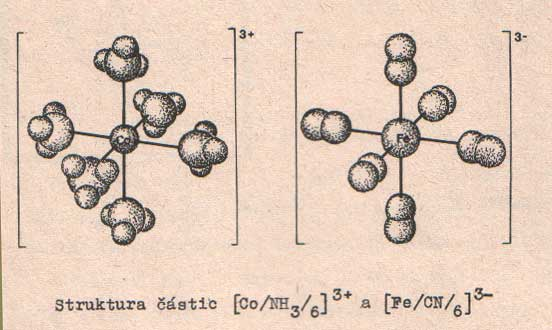 3+
3-
Co
Fe
Struktura částic [Co/NH₃/₆]³⁺ a [Fe/CN/₆]³⁻